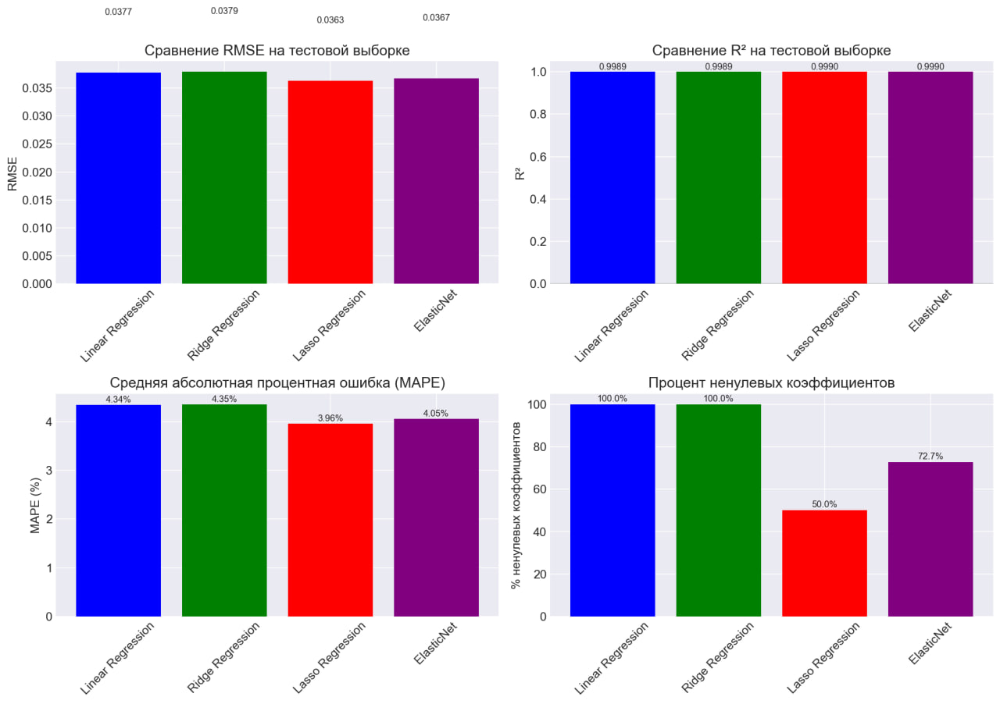 0.0377
0.0379
0.0363
0.0367
Сравнение RMSE на тестовой выборке
RMSE
0.035
0.030
0.025
0.020
0.015
0.010
0.005
0.000
Linear Regression
Ridge Regression
Lasso Regression
ElasticNet
Сравнение R² на тестовой выборке
R²
1.0
0.8
0.6
0.4
0.2
0.0
0.9989
0.9989
0.9990
0.9990
Linear Regression
Ridge Regression
Lasso Regression
ElasticNet
Средняя абсолютная процентная ошибка (MAPE)
MAPE (%)
4
3
2
1
0
4.34%
4.35%
3.96%
4.05%
Linear Regression
Ridge Regression
Lasso Regression
ElasticNet
Процент ненулевых коэффициентов
% ненулевых коэффициентов
100
80
60
40
20
0
100.0%
100.0%
50.0%
72.7%
Linear Regression
Ridge Regression
Lasso Regression
ElasticNet